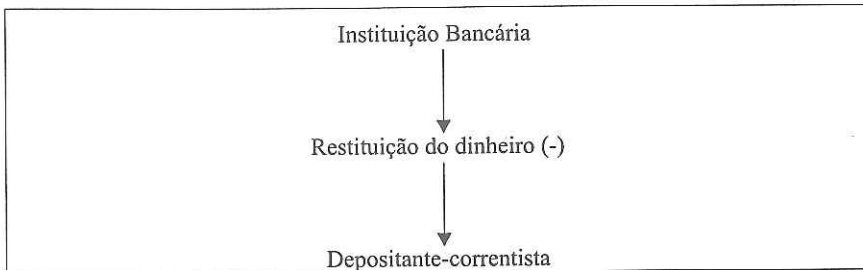 Instituição Bancária
Restituição do dinheiro (-)
Depositante-correntista